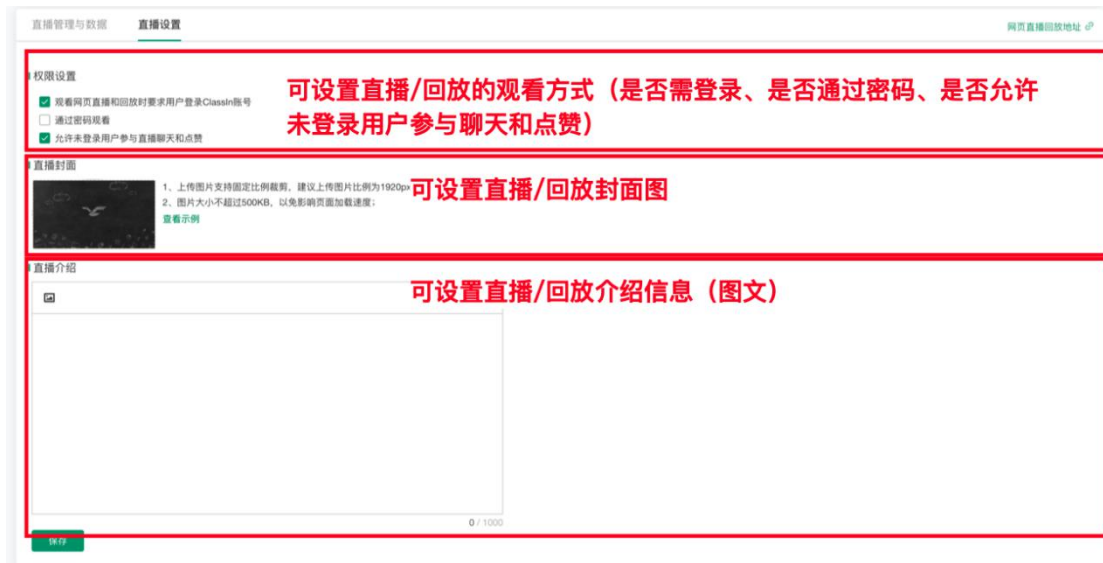 直播管理与数据
直播设置
网页直播回放地址
权限设置
可设置直播/回放的观看方式（是否需登录、是否通过密码、是否允许
未登录用户参与聊天和点赞）
观看网页直播和回放时要求用户登录ClassIn账号
通过密码观看
允许未登录用户参与直播聊天和点赞
直播封面
1、上传图片支持固定比例裁剪，建议上传图片比例为1920px
可设置直播/回放封面图
2、图片大小不超过500KB，以免影响页面加载速度；
查看示例
直播介绍
可设置直播/回放介绍信息（图文）
0 / 1000
保存